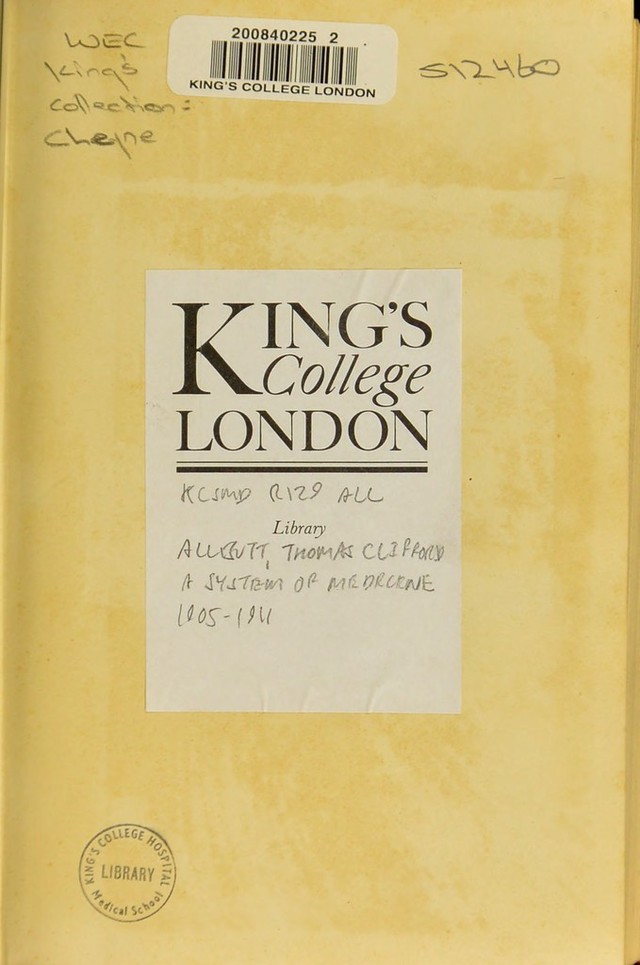 WEC
King's
Collection:
Cheyne
200840225 2
KING'S COLLEGE LONDON
512460
KING'S
College
LONDON
KCSMD R129 ALL
Library
ALLBUTT, THOMAS CLIFFORD
A SYSTEM OF MEDICINE
1905-1911
KING'S COLLEGE HOSPITAL
LIBRARY
Medical School